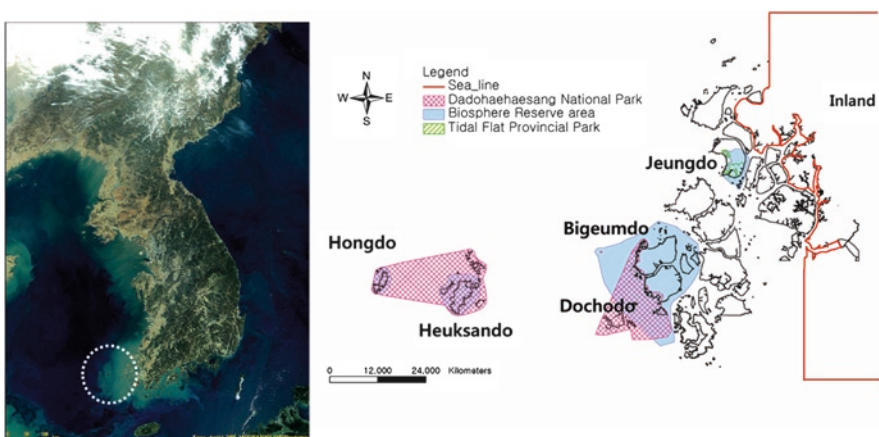 N
W E
S
Legend
Sea_line
Dadohaehaesang National Park
Biosphere Reserve area
Tidal Flat Provincial Park
Inland
Jeungdo
Bigeumdo
Hongdo
Dochodo
Heuksando
0 12,000 24,000 Kilometers